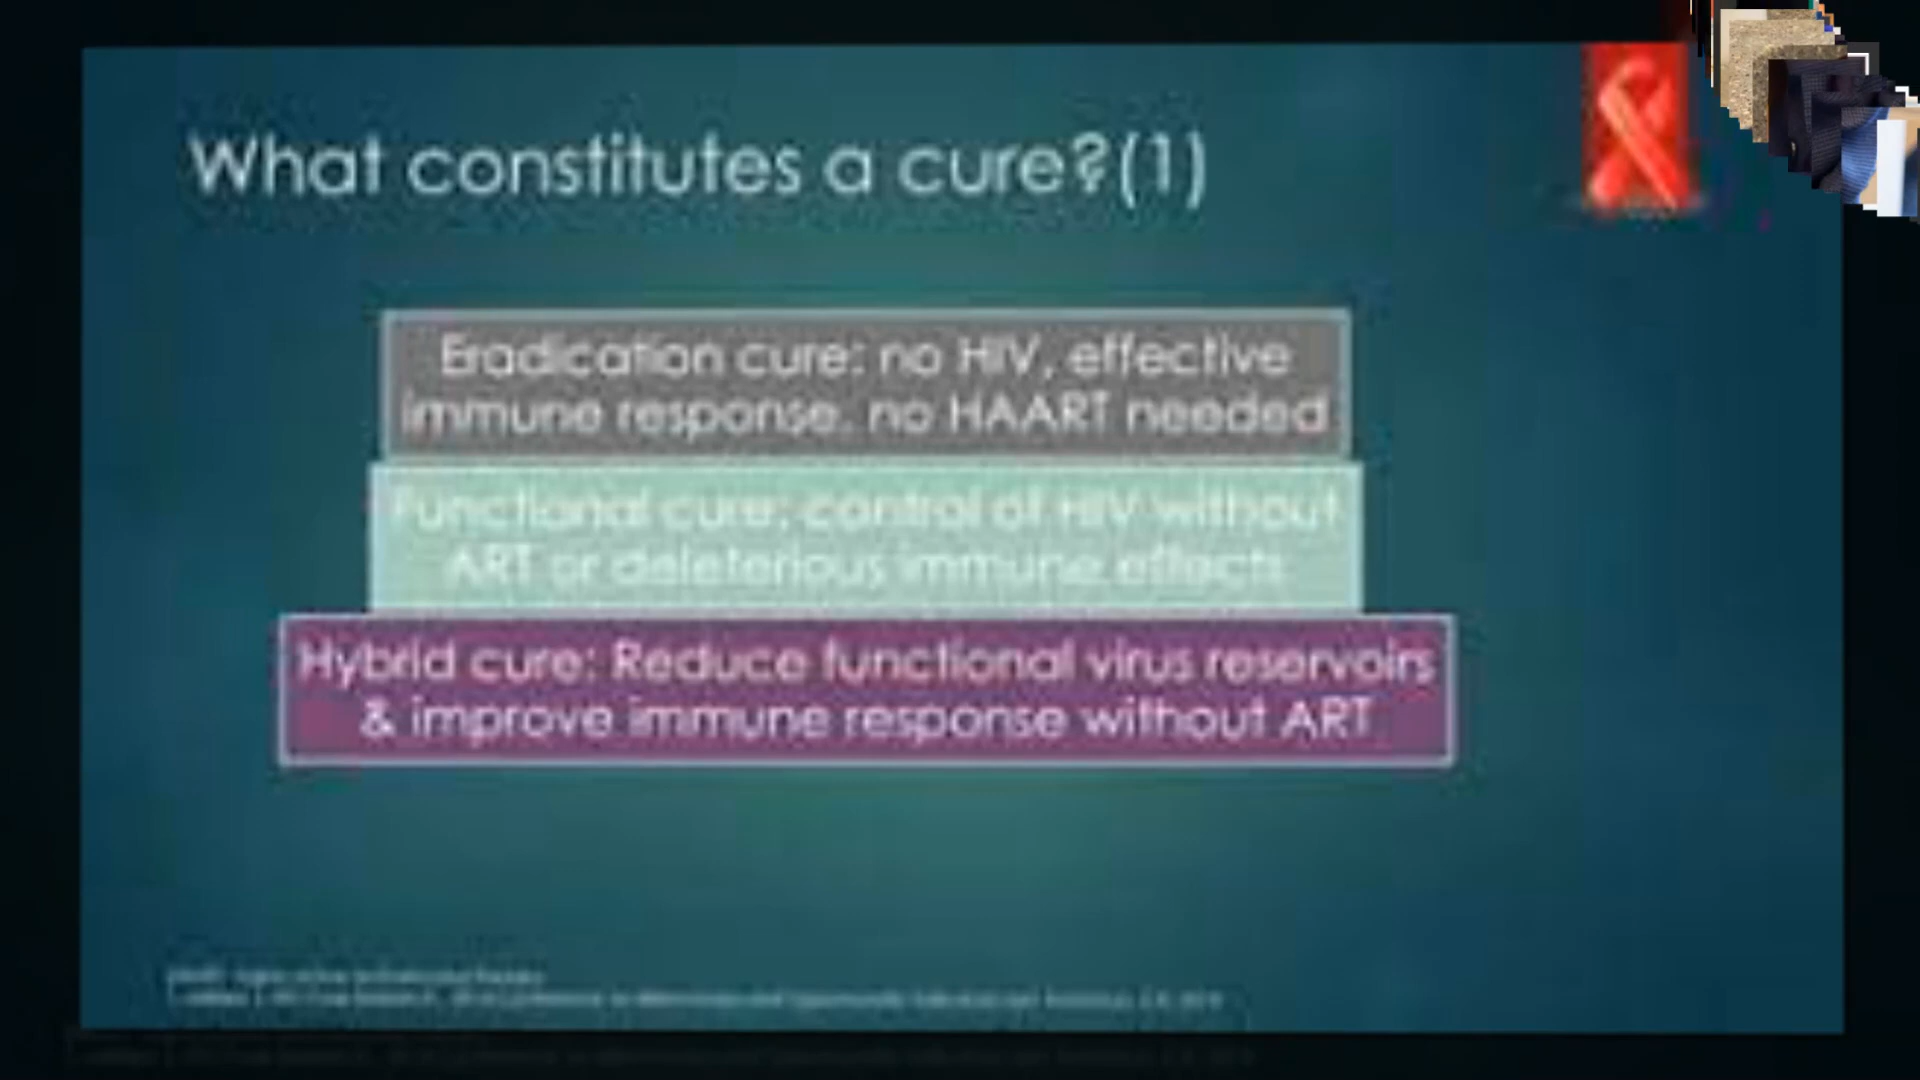 What constitutes a cure?(1)
Eradication cure: no HIV, effective
immune response, no HAART needed
Functional cure: control of HIV without
ART or deleterious immune effects
Hybrid cure: Reduce functional virus reservoirs
& improve immune response without ART